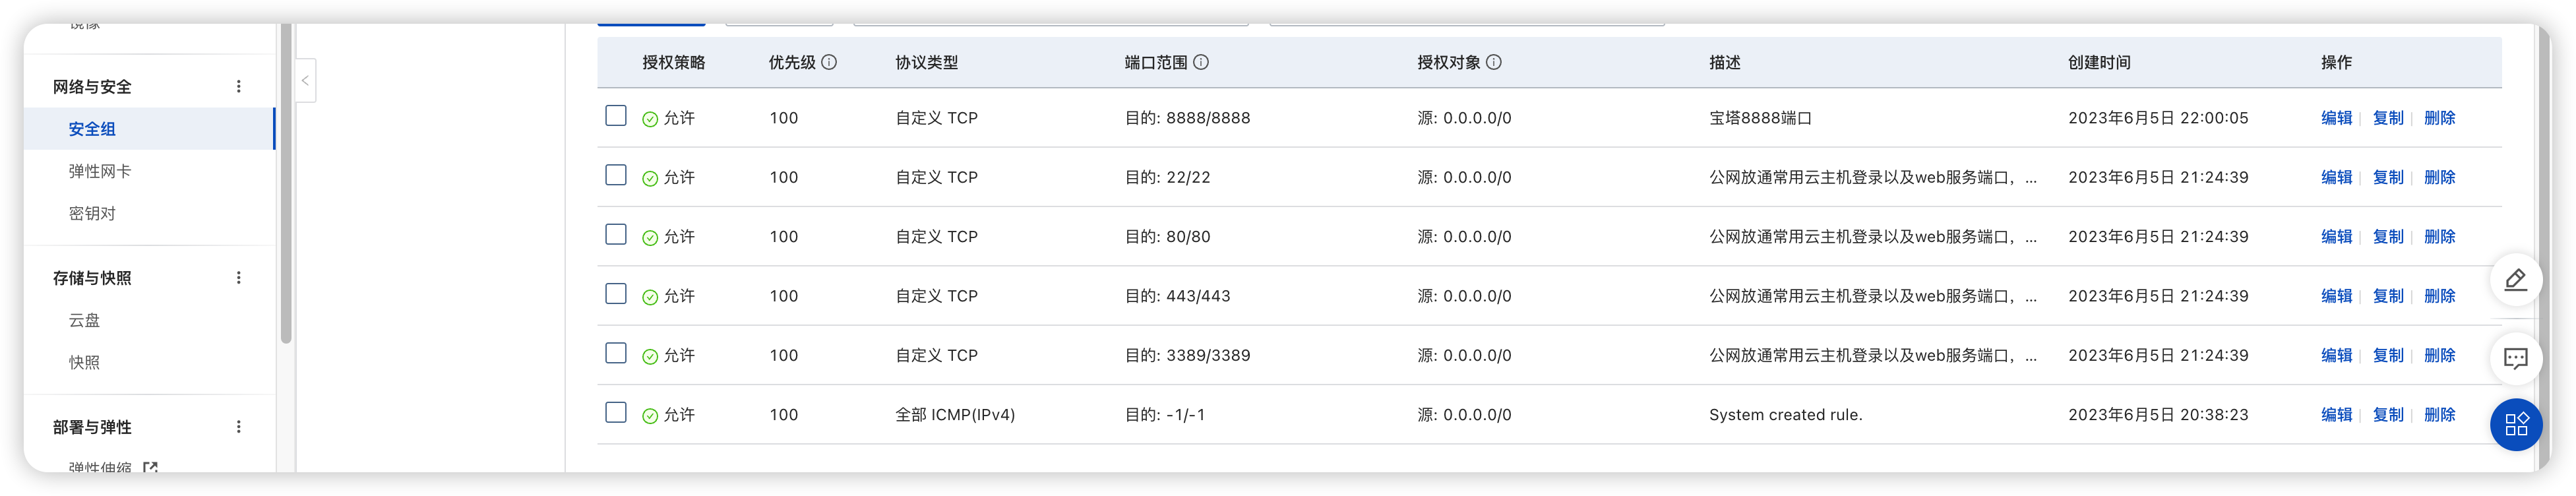 镜像
网络与安全
安全组
弹性网卡
密钥对
存储与快照
云盘
快照
部署与弹性
弹性伸缩
授权策略 优先级 协议类型 端口范围 授权对象 描述 创建时间 操作
允许 100 自定义 TCP 目的: 8888/8888 源: 0.0.0.0/0 宝塔8888端口 2023年6月5日 22:00:05 编辑 复制 删除
允许 100 自定义 TCP 目的: 22/22 源: 0.0.0.0/0 公网放通常用云主机登录以及web服务端口，... 2023年6月5日 21:24:39 编辑 复制 删除
允许 100 自定义 TCP 目的: 80/80 源: 0.0.0.0/0 公网放通常用云主机登录以及web服务端口，... 2023年6月5日 21:24:39 编辑 复制 删除
允许 100 自定义 TCP 目的: 443/443 源: 0.0.0.0/0 公网放通常用云主机登录以及web服务端口，... 2023年6月5日 21:24:39 编辑 复制 删除
允许 100 自定义 TCP 目的: 3389/3389 源: 0.0.0.0/0 公网放通常用云主机登录以及web服务端口，... 2023年6月5日 21:24:39 编辑 复制 删除
允许 100 全部 ICMP(IPv4) 目的: -1/-1 源: 0.0.0.0/0 System created rule. 2023年6月5日 20:38:23 编辑 复制 删除